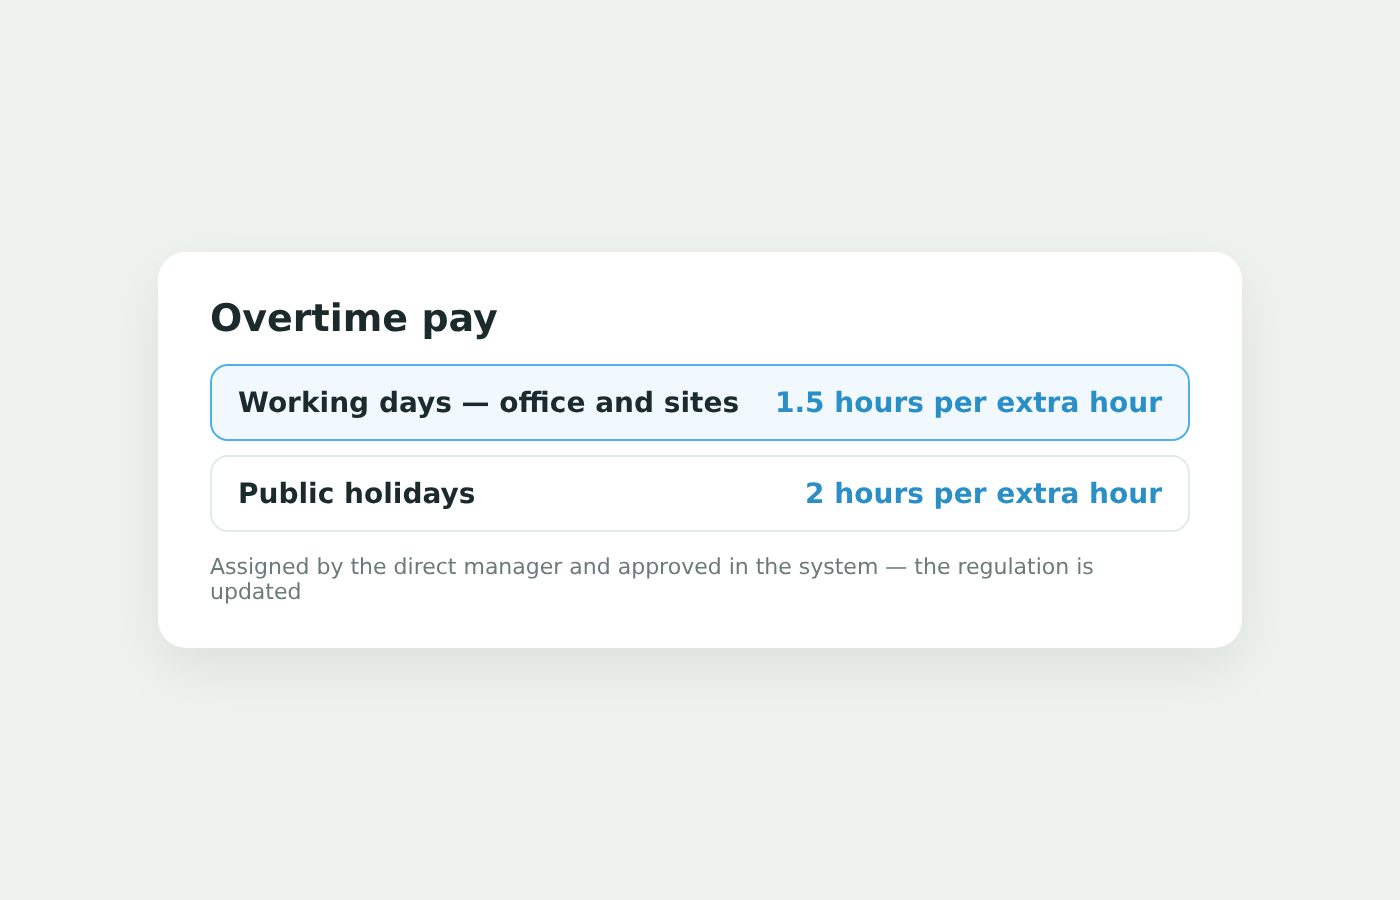 Overtime pay
Working days — office and sites 1.5 hours per extra hour
Public holidays 2 hours per extra hour
Assigned by the direct manager and approved in the system — the regulation is
updated